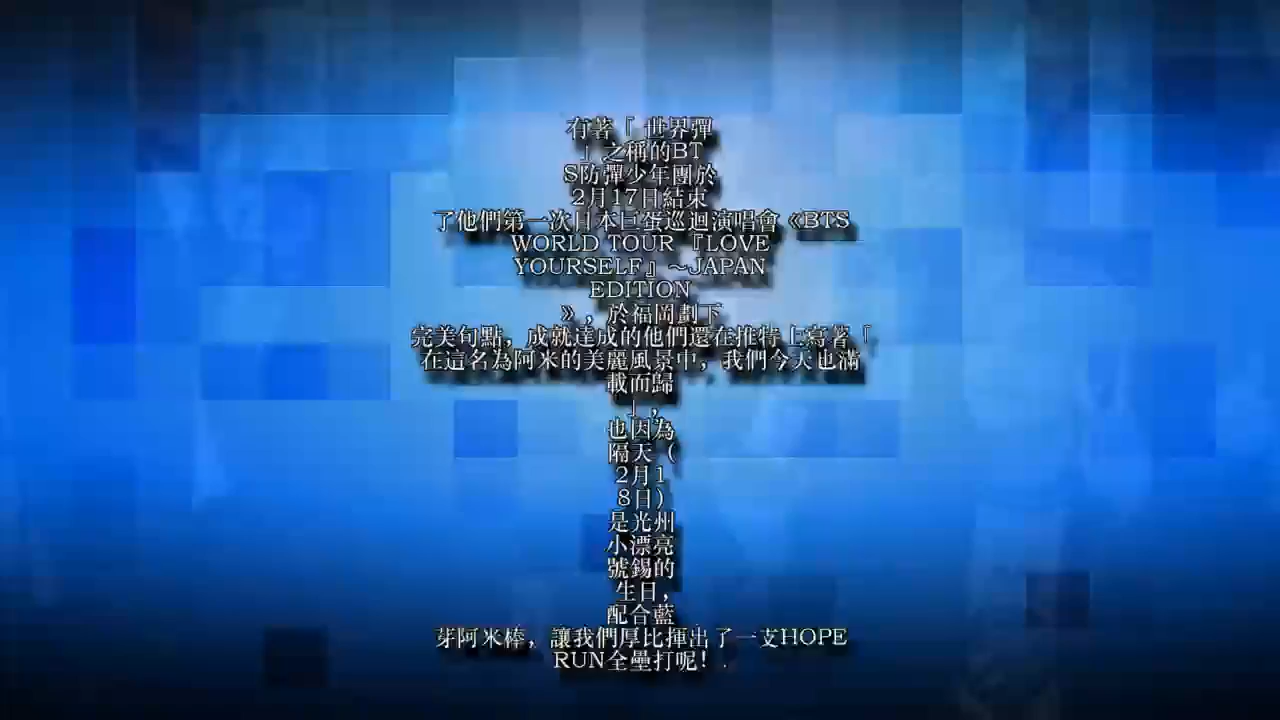 有著「 世界彈
」之稱的BT
S防彈少年團於
2月17日結束
了他們第一次日本巨蛋巡迴演唱會《BTS
WORLD TOUR 『LOVE
YOURSELF』～JAPAN
EDITION
》，於福岡劃下
完美句點，成就達成的他們還在推特上寫著「
在這名為阿米的美麗風景中，我們今天也滿
載而歸
」，
也因為
隔天（
2月1
8日）
是光州
小漂亮
號錫的
生日，
配合藍
芽阿米棒，讓我們厚比揮出了一支HOPE
RUN全壘打呢！.